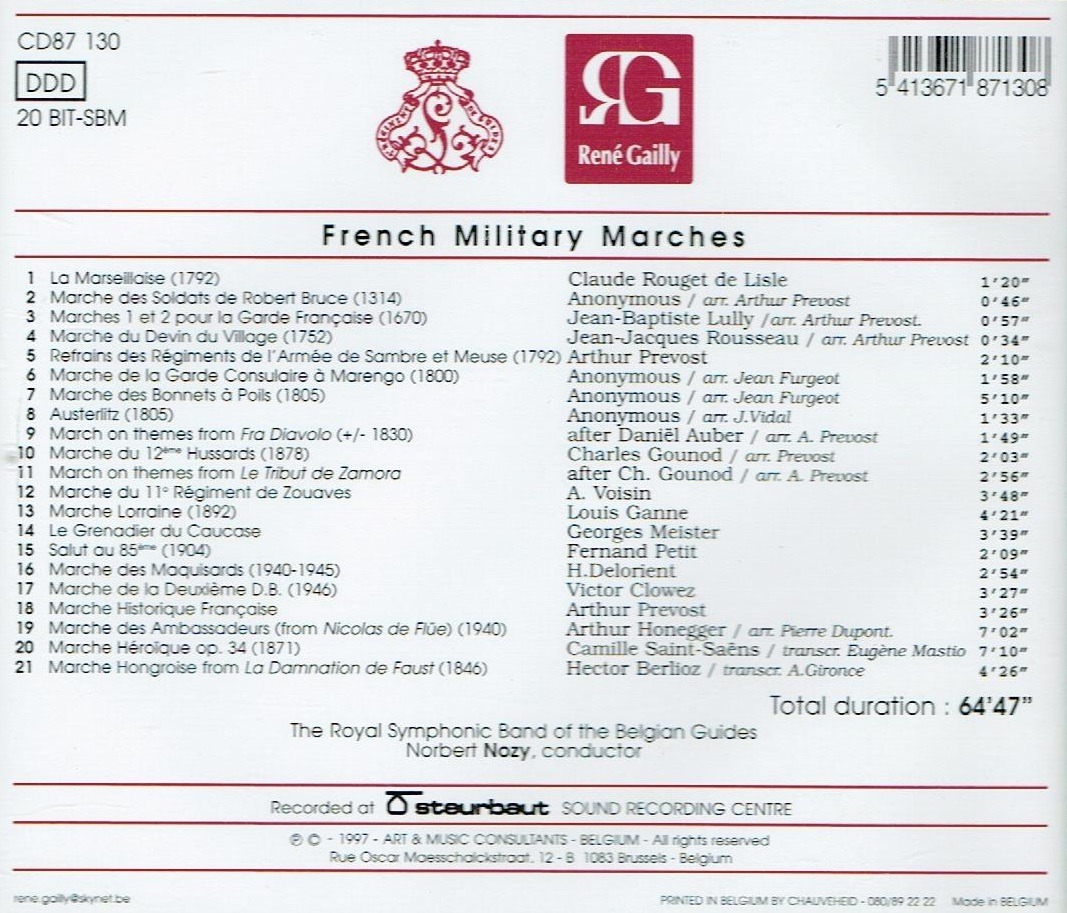 CD87 130
DDD
20 BIT-SBM
RG
René Gailly
5 413671 871308
French Military Marches
1 La Marseillaise (1792) Claude Rouget de Lisle 1'20"
2 Marche des Soldats de Robert Bruce (1314) Anonymous / arr. Arthur Prevost 0'46"
3 Marches 1 et 2 pour la Garde Française (1670) Jean-Baptiste Lully /arr. Arthur Prevost. 0'57"
4 Marche du Devin du Village (1752) Jean-Jacques Rousseau / arr. Arthur Prevost 0'34"
5 Refrains des Régiments de l'Armée de Sambre et Meuse (1792) Arthur Prevost 2'10"
6 Marche de la Garde Consulaire à Marengo (1800) Anonymous / arr. Jean Furgeot 1'58"
7 Marche des Bonnets à Poils (1805) Anonymous / arr. Jean Furgeot 5'10"
8 Austerlitz (1805) Anonymous / arr. J.Vidal 1'33"
9 March on themes from Fra Diavolo (+/- 1830) after Daniël Auber / arr. A. Prevost 1'49"
10 Marche du 12ème Hussards (1878) Charles Gounod / arr. Prevost 2'03"
11 March on themes from Le Tribut de Zamora after Ch. Gounod / arr. A. Prevost 2'56"
12 Marche du 11e Régiment de Zouaves A. Voisin 3'48"
13 Marche Lorraine (1892) Louis Ganne 4'21"
14 Le Grenadier du Caucase Georges Meister 3'39"
15 Salut au 85ème (1904) Fernand Petit 2'09"
16 Marche des Maquisards (1940-1945) H.Delorient 2'54"
17 Marche de la Deuxième D.B. (1946) Victor Clowez 3'27"
18 Marche Historique Française Arthur Prevost 3'26"
19 Marche des Ambassadeurs (from Nicolas de Flüe) (1940) Arthur Honegger / arr. Pierre Dupont. 7'02"
20 Marche Héroïque op. 34 (1871) Camille Saint-Saëns / transcr. Eugène Mastio 7'10"
21 Marche Hongroise from La Damnation de Faust (1846) Hector Berlioz / transcr. A.Gironce 4'26"
Total duration : 64'47"
The Royal Symphonic Band of the Belgian Guides
Norbert Nozy, conductor
Recorded at steurbaut SOUND RECORDING CENTRE
℗ © - 1997 - ART & MUSIC CONSULTANTS - BELGIUM - All rights reserved
Rue Oscar Maesschalckstraat, 12 - B 1083 Brussels - Belgium
rene.gailly@skynet.be PRINTED IN BELGIUM BY CHAUVEHEID - 080/89 22 22 Made in BELGIUM